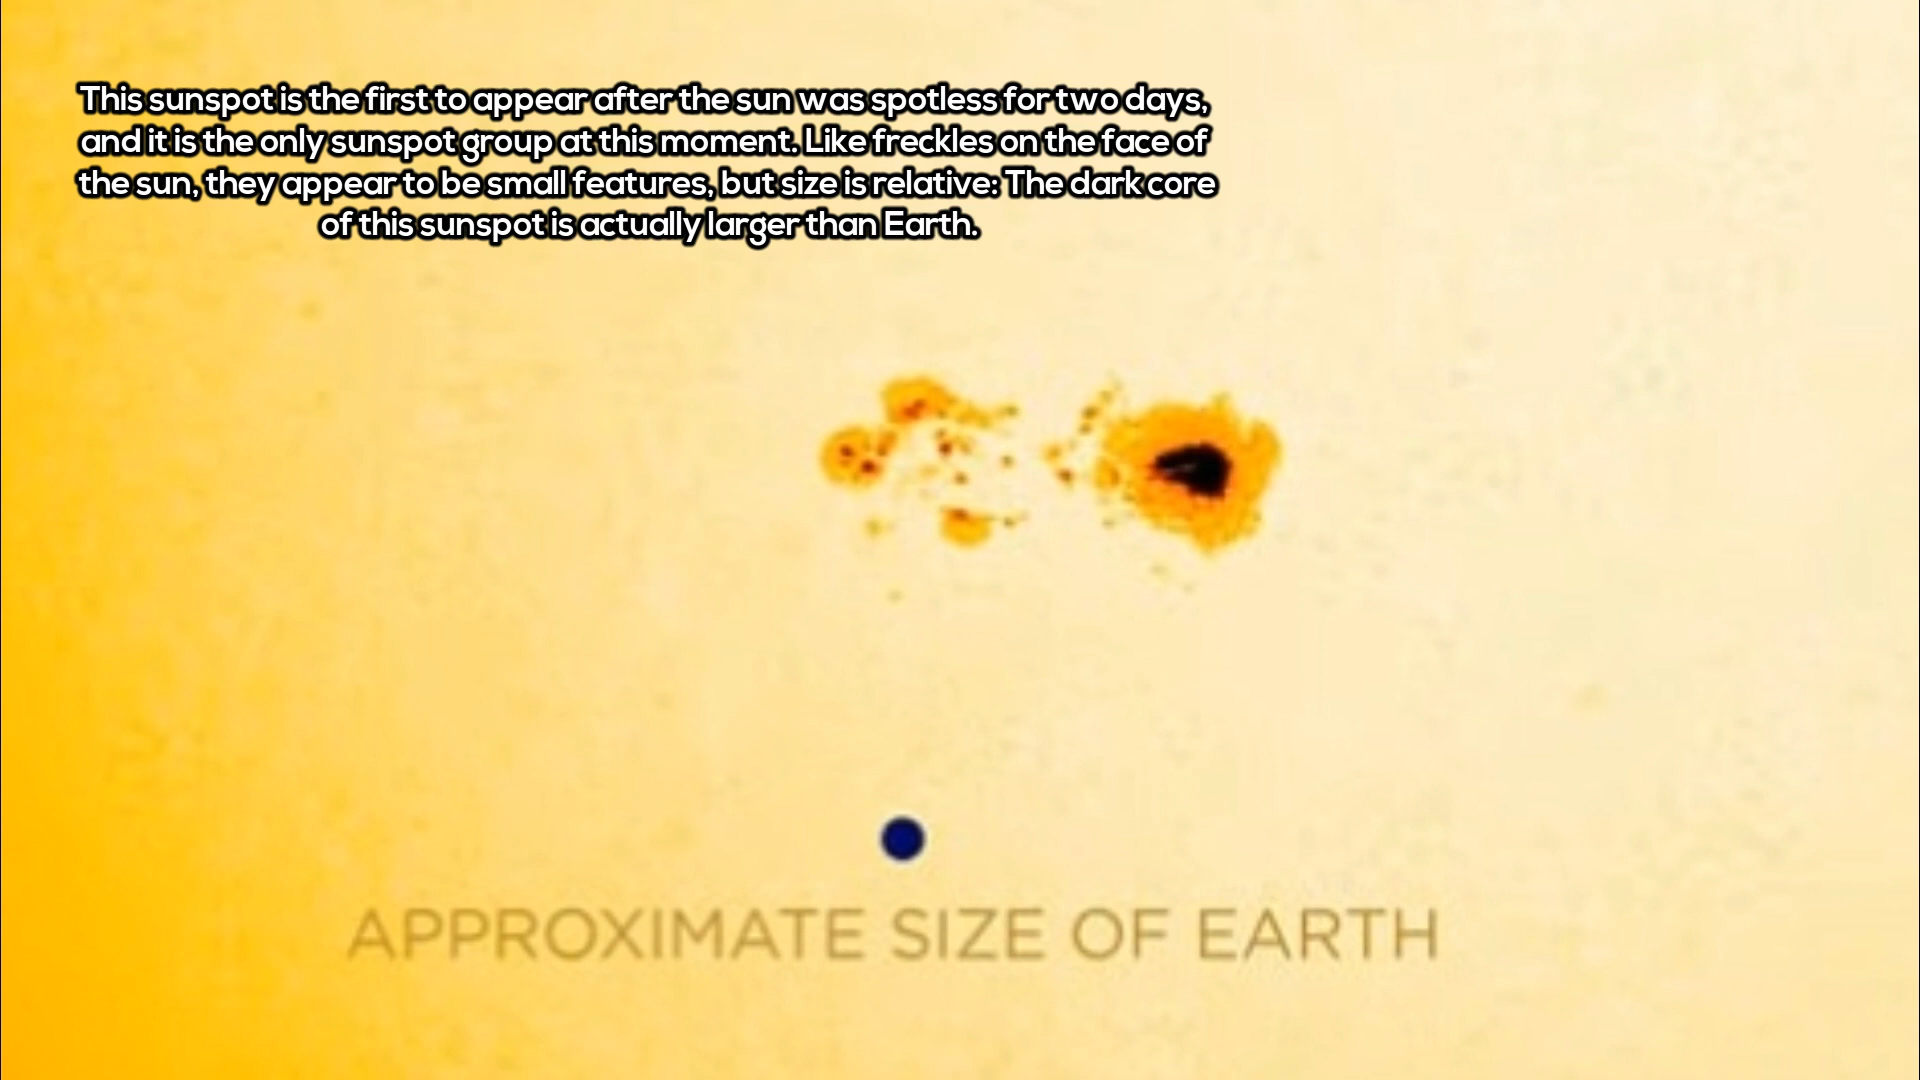 This sunspot is the first to appear after the sun was spotless for two days,
and it is the only sunspot group at this moment. Like freckles on the face of
the sun, they appear to be small features, but size is relative: The dark core
of this sunspot is actually larger than Earth.
APPROXIMATE SIZE OF EARTH